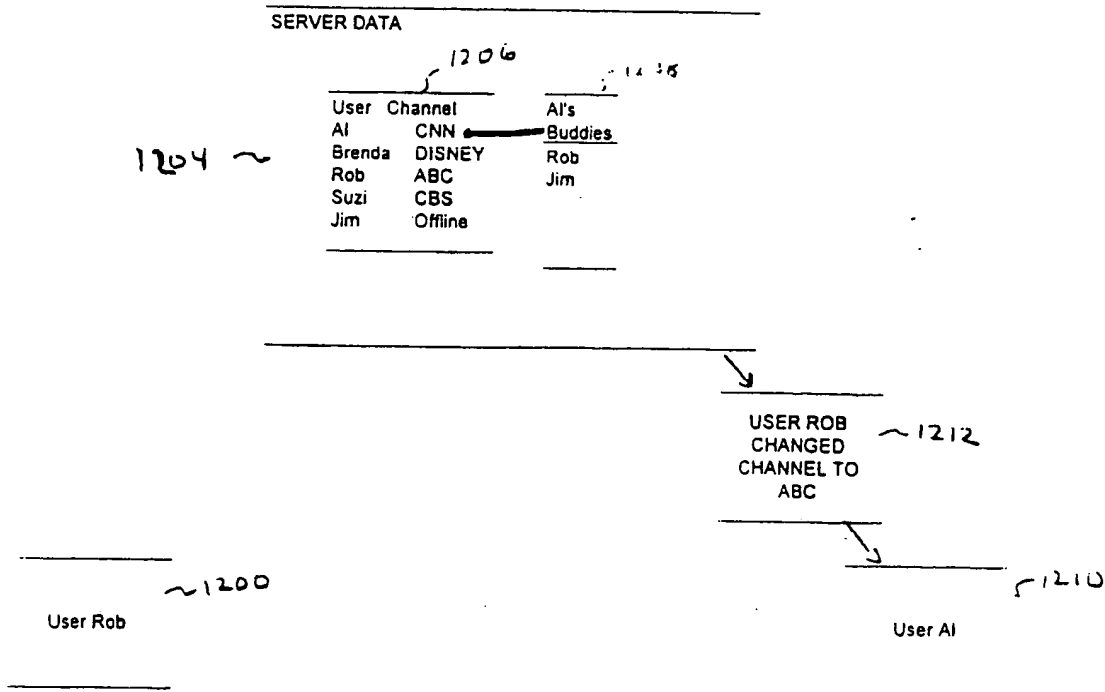 SERVER DATA
1206
User Channel
Al CNN
Brenda DISNEY
Rob ABC
Suzi CBS
Jim Offline
Al's
Buddies
Rob
Jim
1204
USER ROB
CHANGED
CHANNEL TO
ABC
1212
1200
User Rob
1210
User Al